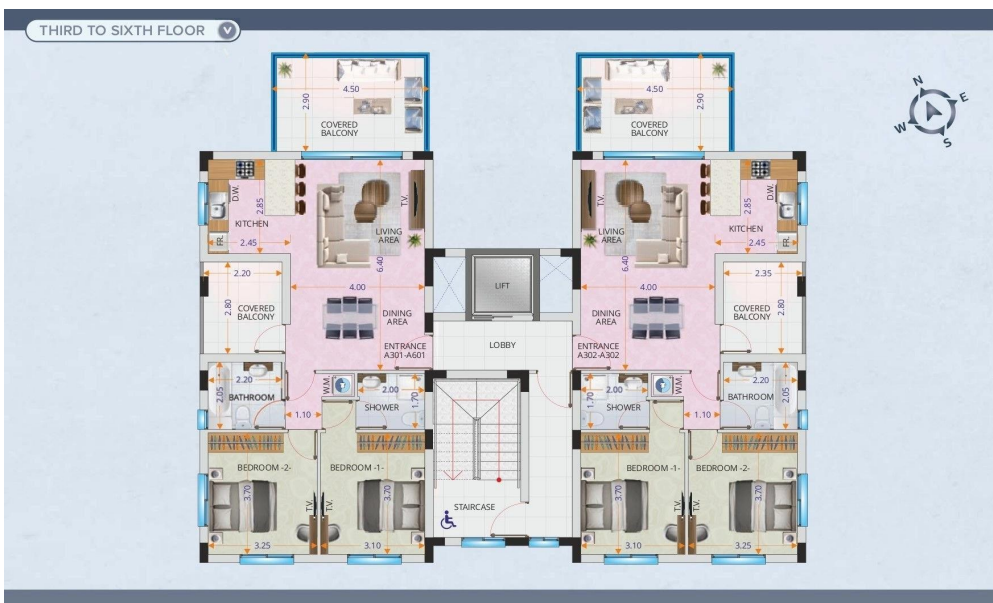 THIRD TO SIXTH FLOOR
V
N
E
W
S
4.50
2.90
COVERED
BALCONY
4.50
2.90
COVERED
BALCONY
D.W.
2.85
KITCHEN
FR.
2.45
T.V.
LIVING
AREA
6.40
4.00
DINING
AREA
ENTRANCE
A301-A601
2.20
2.80
COVERED
BALCONY
T.V.
LIVING
AREA
6.40
4.00
DINING
AREA
ENTRANCE
A302-A302
D.W.
2.85
KITCHEN
FR.
2.45
2.35
2.80
COVERED
BALCONY
LIFT
LOBBY
2.20
2.05
BATHROOM
W.M.
2.00
1.70
SHOWER
1.10
2.00
1.70
SHOWER
W.M.
1.10
2.20
2.05
BATHROOM
BEDROOM -2-
3.70
T.V.
3.25
BEDROOM -1-
T.V.
3.70
3.10
STAIRCASE
BEDROOM -1-
3.70
T.V.
3.10
BEDROOM -2-
T.V.
3.70
3.25